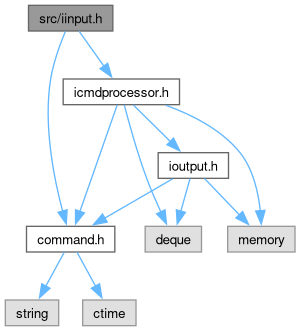 src/iinput.h
icmdprocessor.h
ioutput.h
command.h
deque
memory
string
ctime